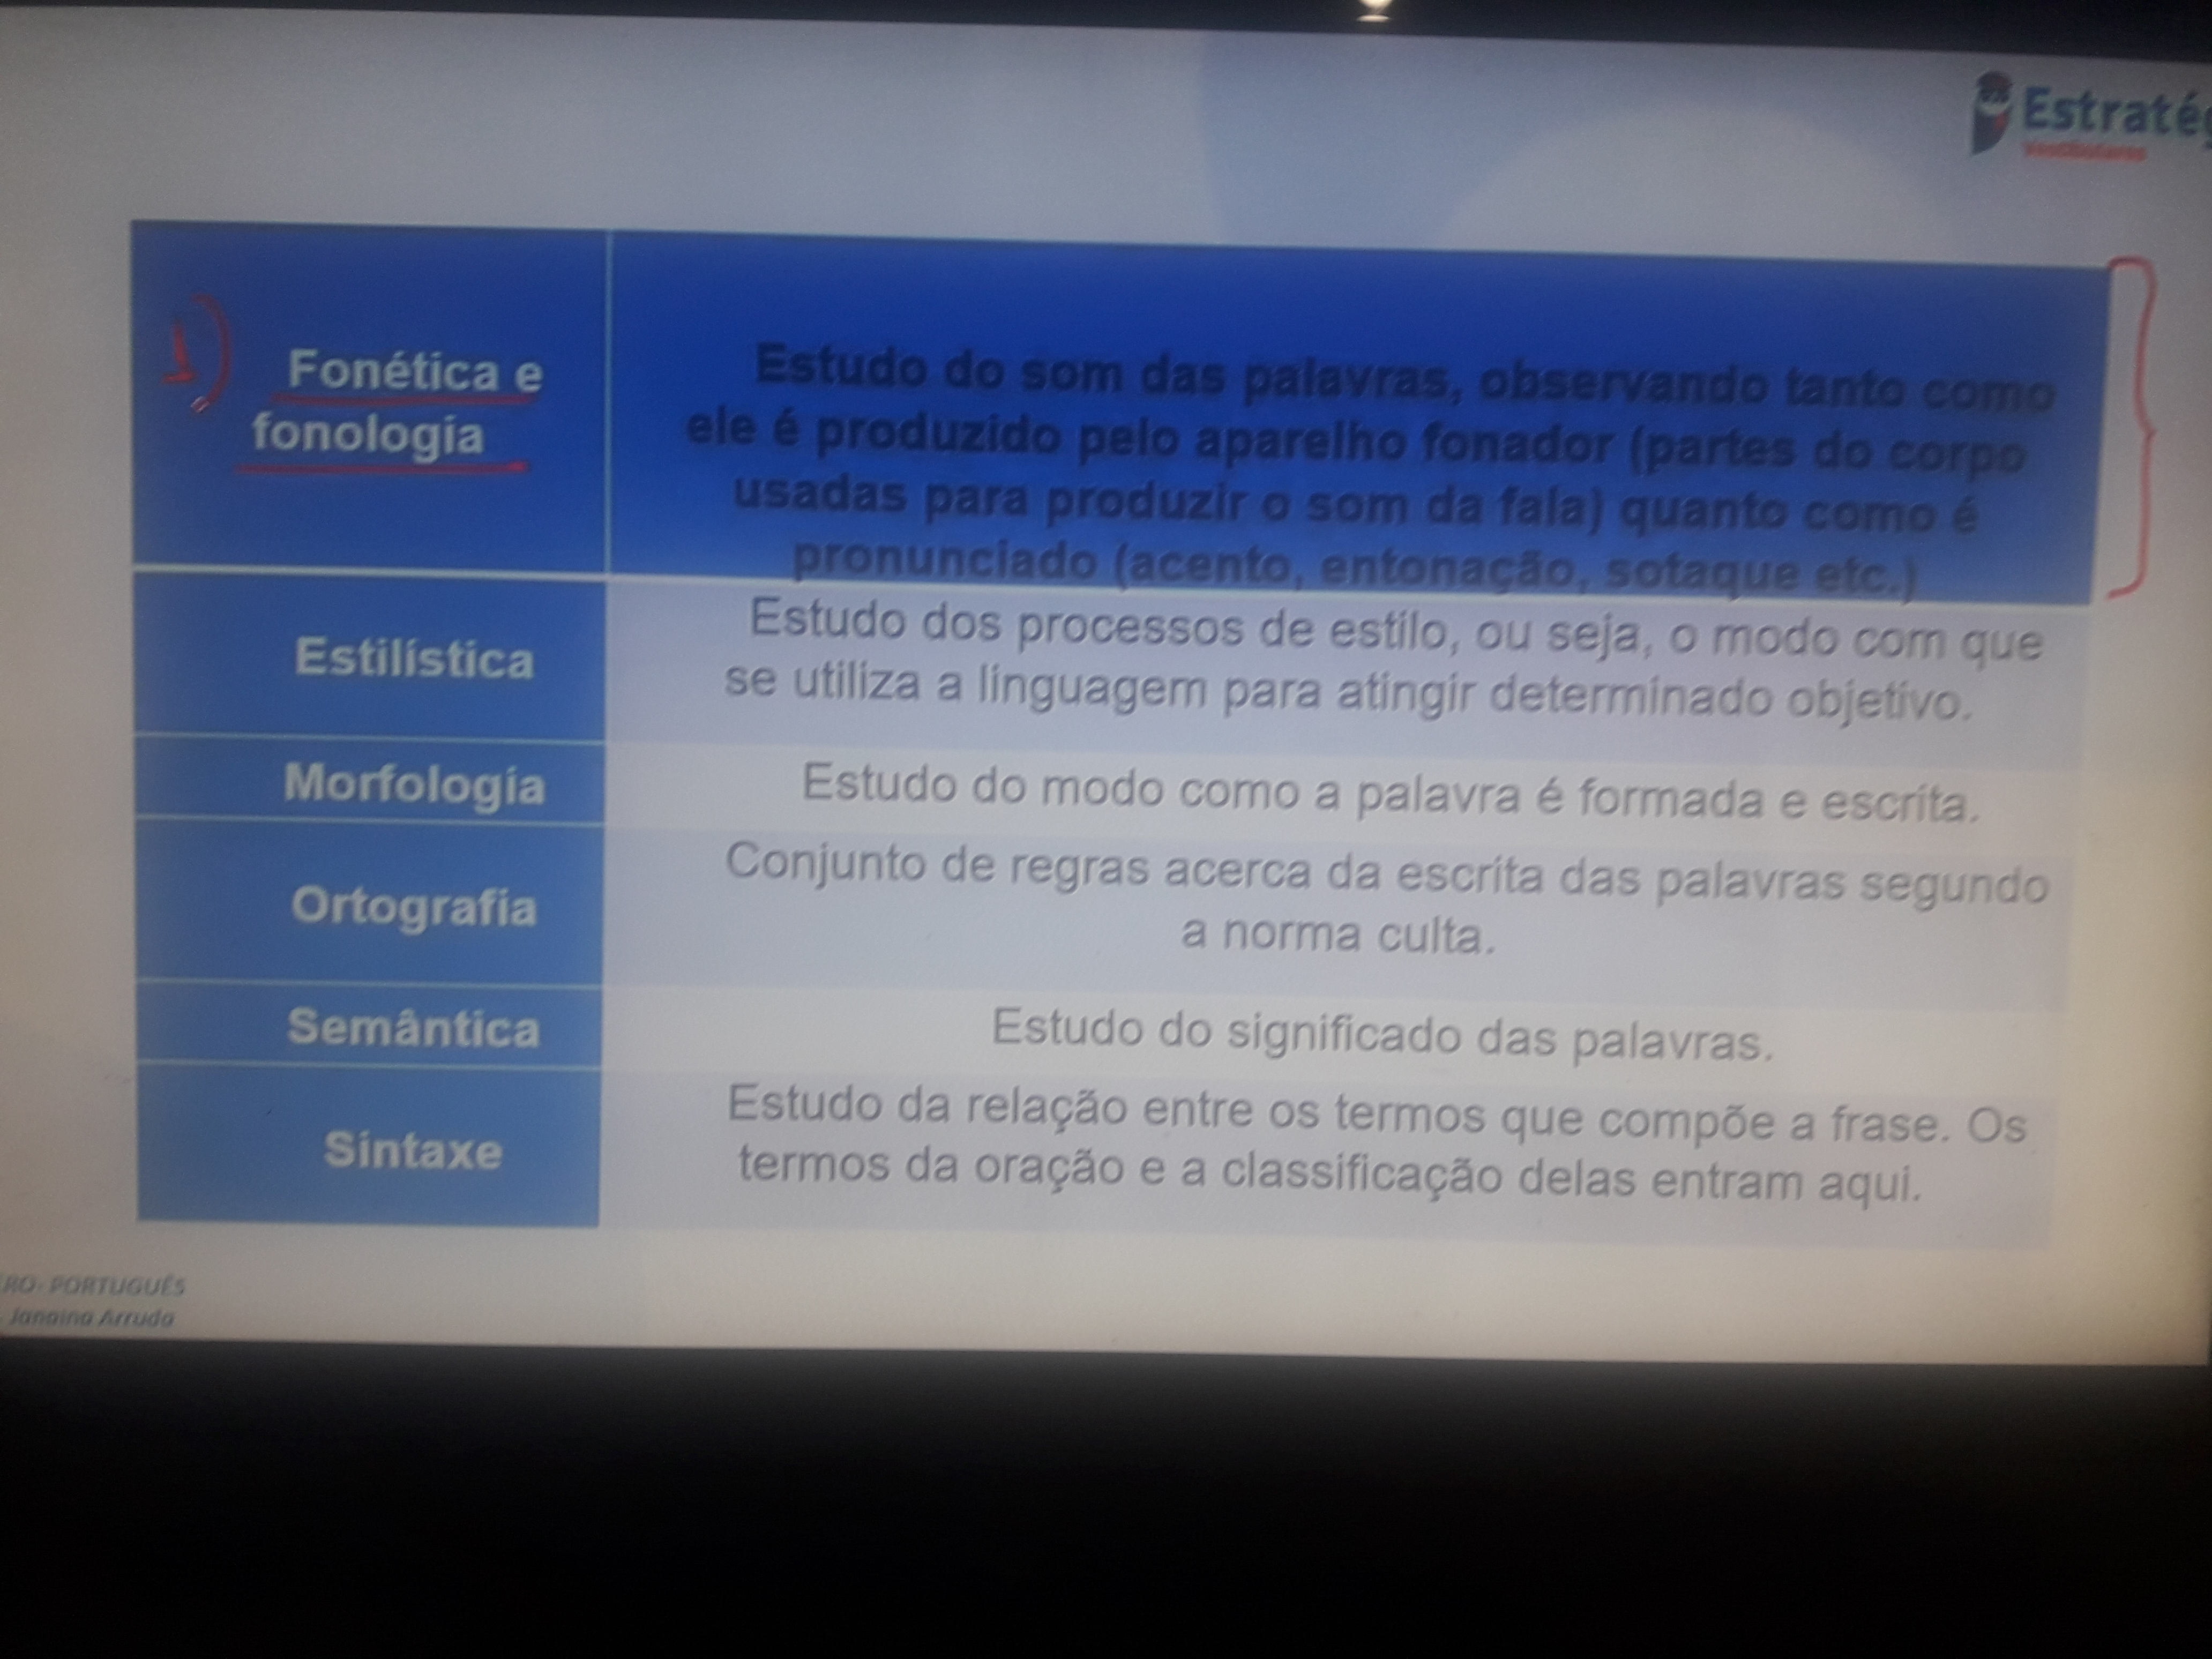 Estraté
Vestibulares
1)
Fonética e
fonologia
Estudo do som das palavras, observando tanto como
ele é produzido pelo aparelho fonador (partes do corpo
usadas para produzir o som da fala) quanto como é
pronunciado (acento, entonação, sotaque etc.)
Estilística
Estudo dos processos de estilo, ou seja, o modo com que
se utiliza a linguagem para atingir determinado objetivo.
Morfologia
Estudo do modo como a palavra é formada e escrita.
Ortografia
Conjunto de regras acerca da escrita das palavras segundo
a norma culta.
Semântica
Estudo do significado das palavras.
Sintaxe
Estudo da relação entre os termos que compõe a frase. Os
termos da oração e a classificação delas entram aqui.
RO- PORTUGUÊS
Janaina Arruda